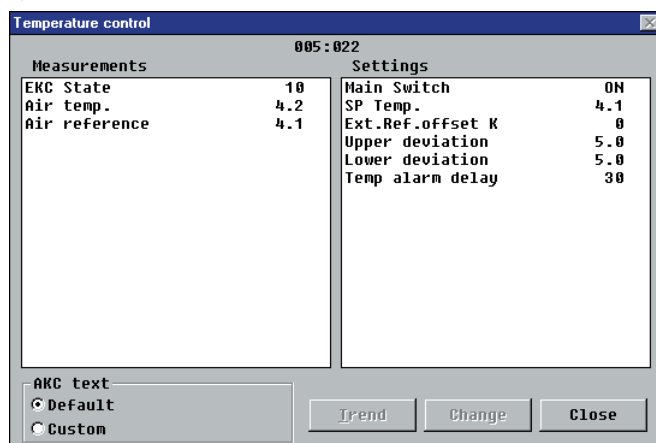 Temperature control
005:022
Measurements
EKC State 10
Air temp. 4.2
Air reference 4.1
Settings
Main Switch ON
SP Temp. 4.1
Ext.Ref.offset K 0
Upper deviation 5.0
Lower deviation 5.0
Temp alarm delay 30
AKC text
Default
Custom
Trend
Change
Close